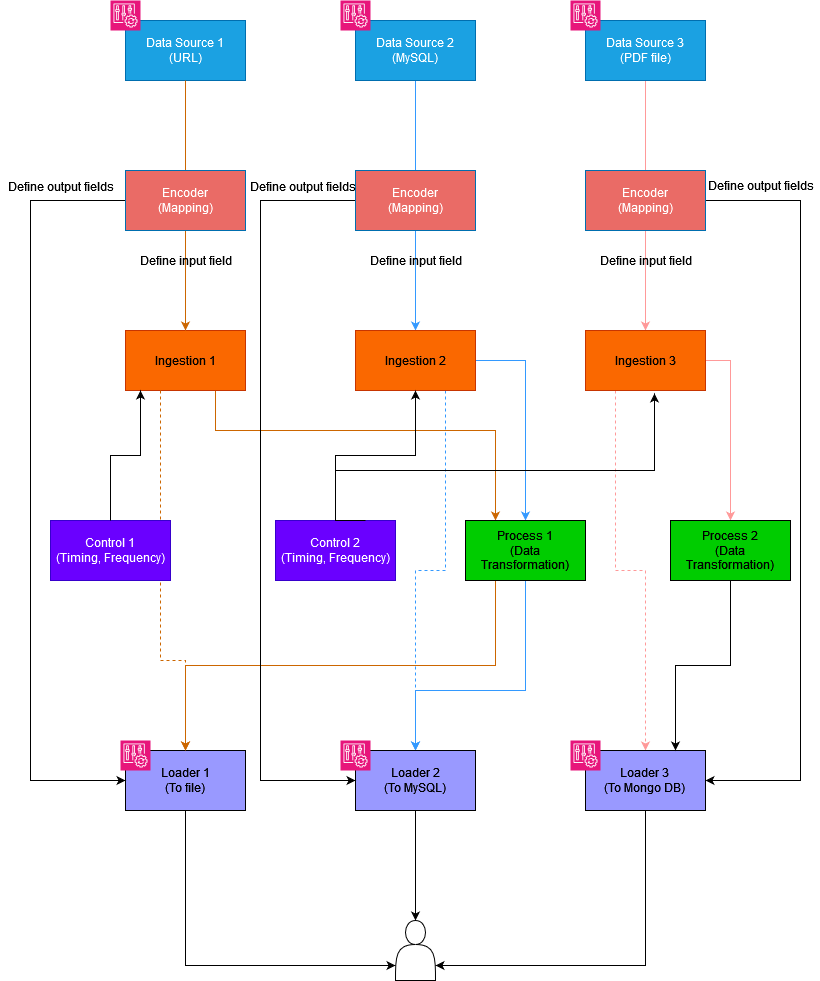 Data Source 1
(URL)
Data Source 2
(MySQL)
Data Source 3
(PDF file)
Define output fields
Encoder
(Mapping)
Define output fields
Encoder
(Mapping)
Encoder
(Mapping)
Define output fields
Define input field
Define input field
Define input field
Ingestion 1
Ingestion 2
Ingestion 3
Control 1
(Timing, Frequency)
Control 2
(Timing, Frequency)
Process 1
(Data
Transformation)
Process 2
(Data
Transformation)
Loader 1
(To file)
Loader 2
(To MySQL)
Loader 3
(To Mongo DB)